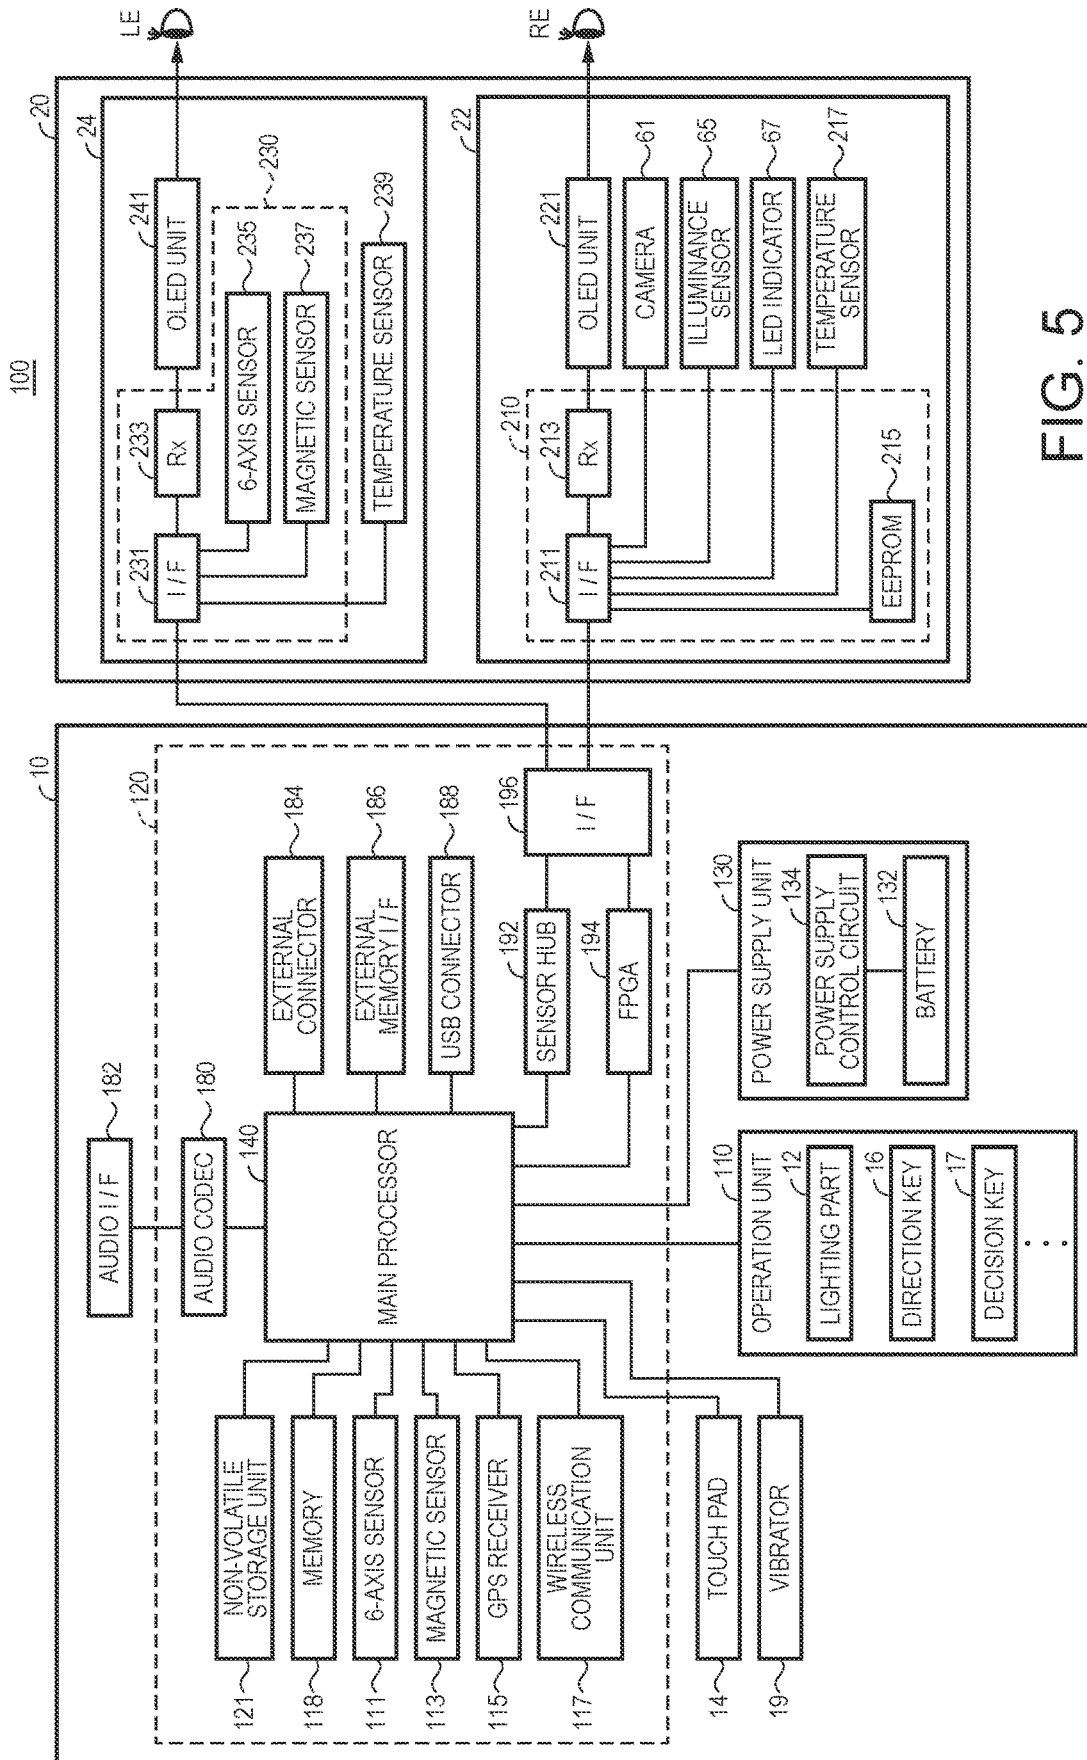 100
10
120
AUDIO I / F
182
AUDIO CODEC
180
140
MAIN PROCESSOR
NON-VOLATILE
STORAGE UNIT
121
MEMORY
118
6-AXIS SENSOR
111
MAGNETIC SENSOR
113
GPS RECEIVER
115
WIRELESS
COMMUNICATION
UNIT
117
TOUCH PAD
14
VIBRATOR
19
EXTERNAL
CONNECTOR
184
EXTERNAL
MEMORY I / F
186
USB CONNECTOR
188
SENSOR HUB
192
FPGA
194
I / F
196
OPERATION UNIT
110
LIGHTING PART
12
DIRECTION KEY
16
DECISION KEY
17
POWER SUPPLY UNIT
130
POWER SUPPLY
CONTROL CIRCUIT
134
BATTERY
132
20
24
I / F
231
Rx
233
OLED UNIT
241
230
6-AXIS SENSOR
235
MAGNETIC SENSOR
237
TEMPERATURE SENSOR
239
LE
22
210
I / F
211
Rx
213
OLED UNIT
221
CAMERA
61
ILLUMINANCE
SENSOR
65
LED INDICATOR
67
TEMPERATURE
SENSOR
217
EEPROM
215
RE
FIG. 5